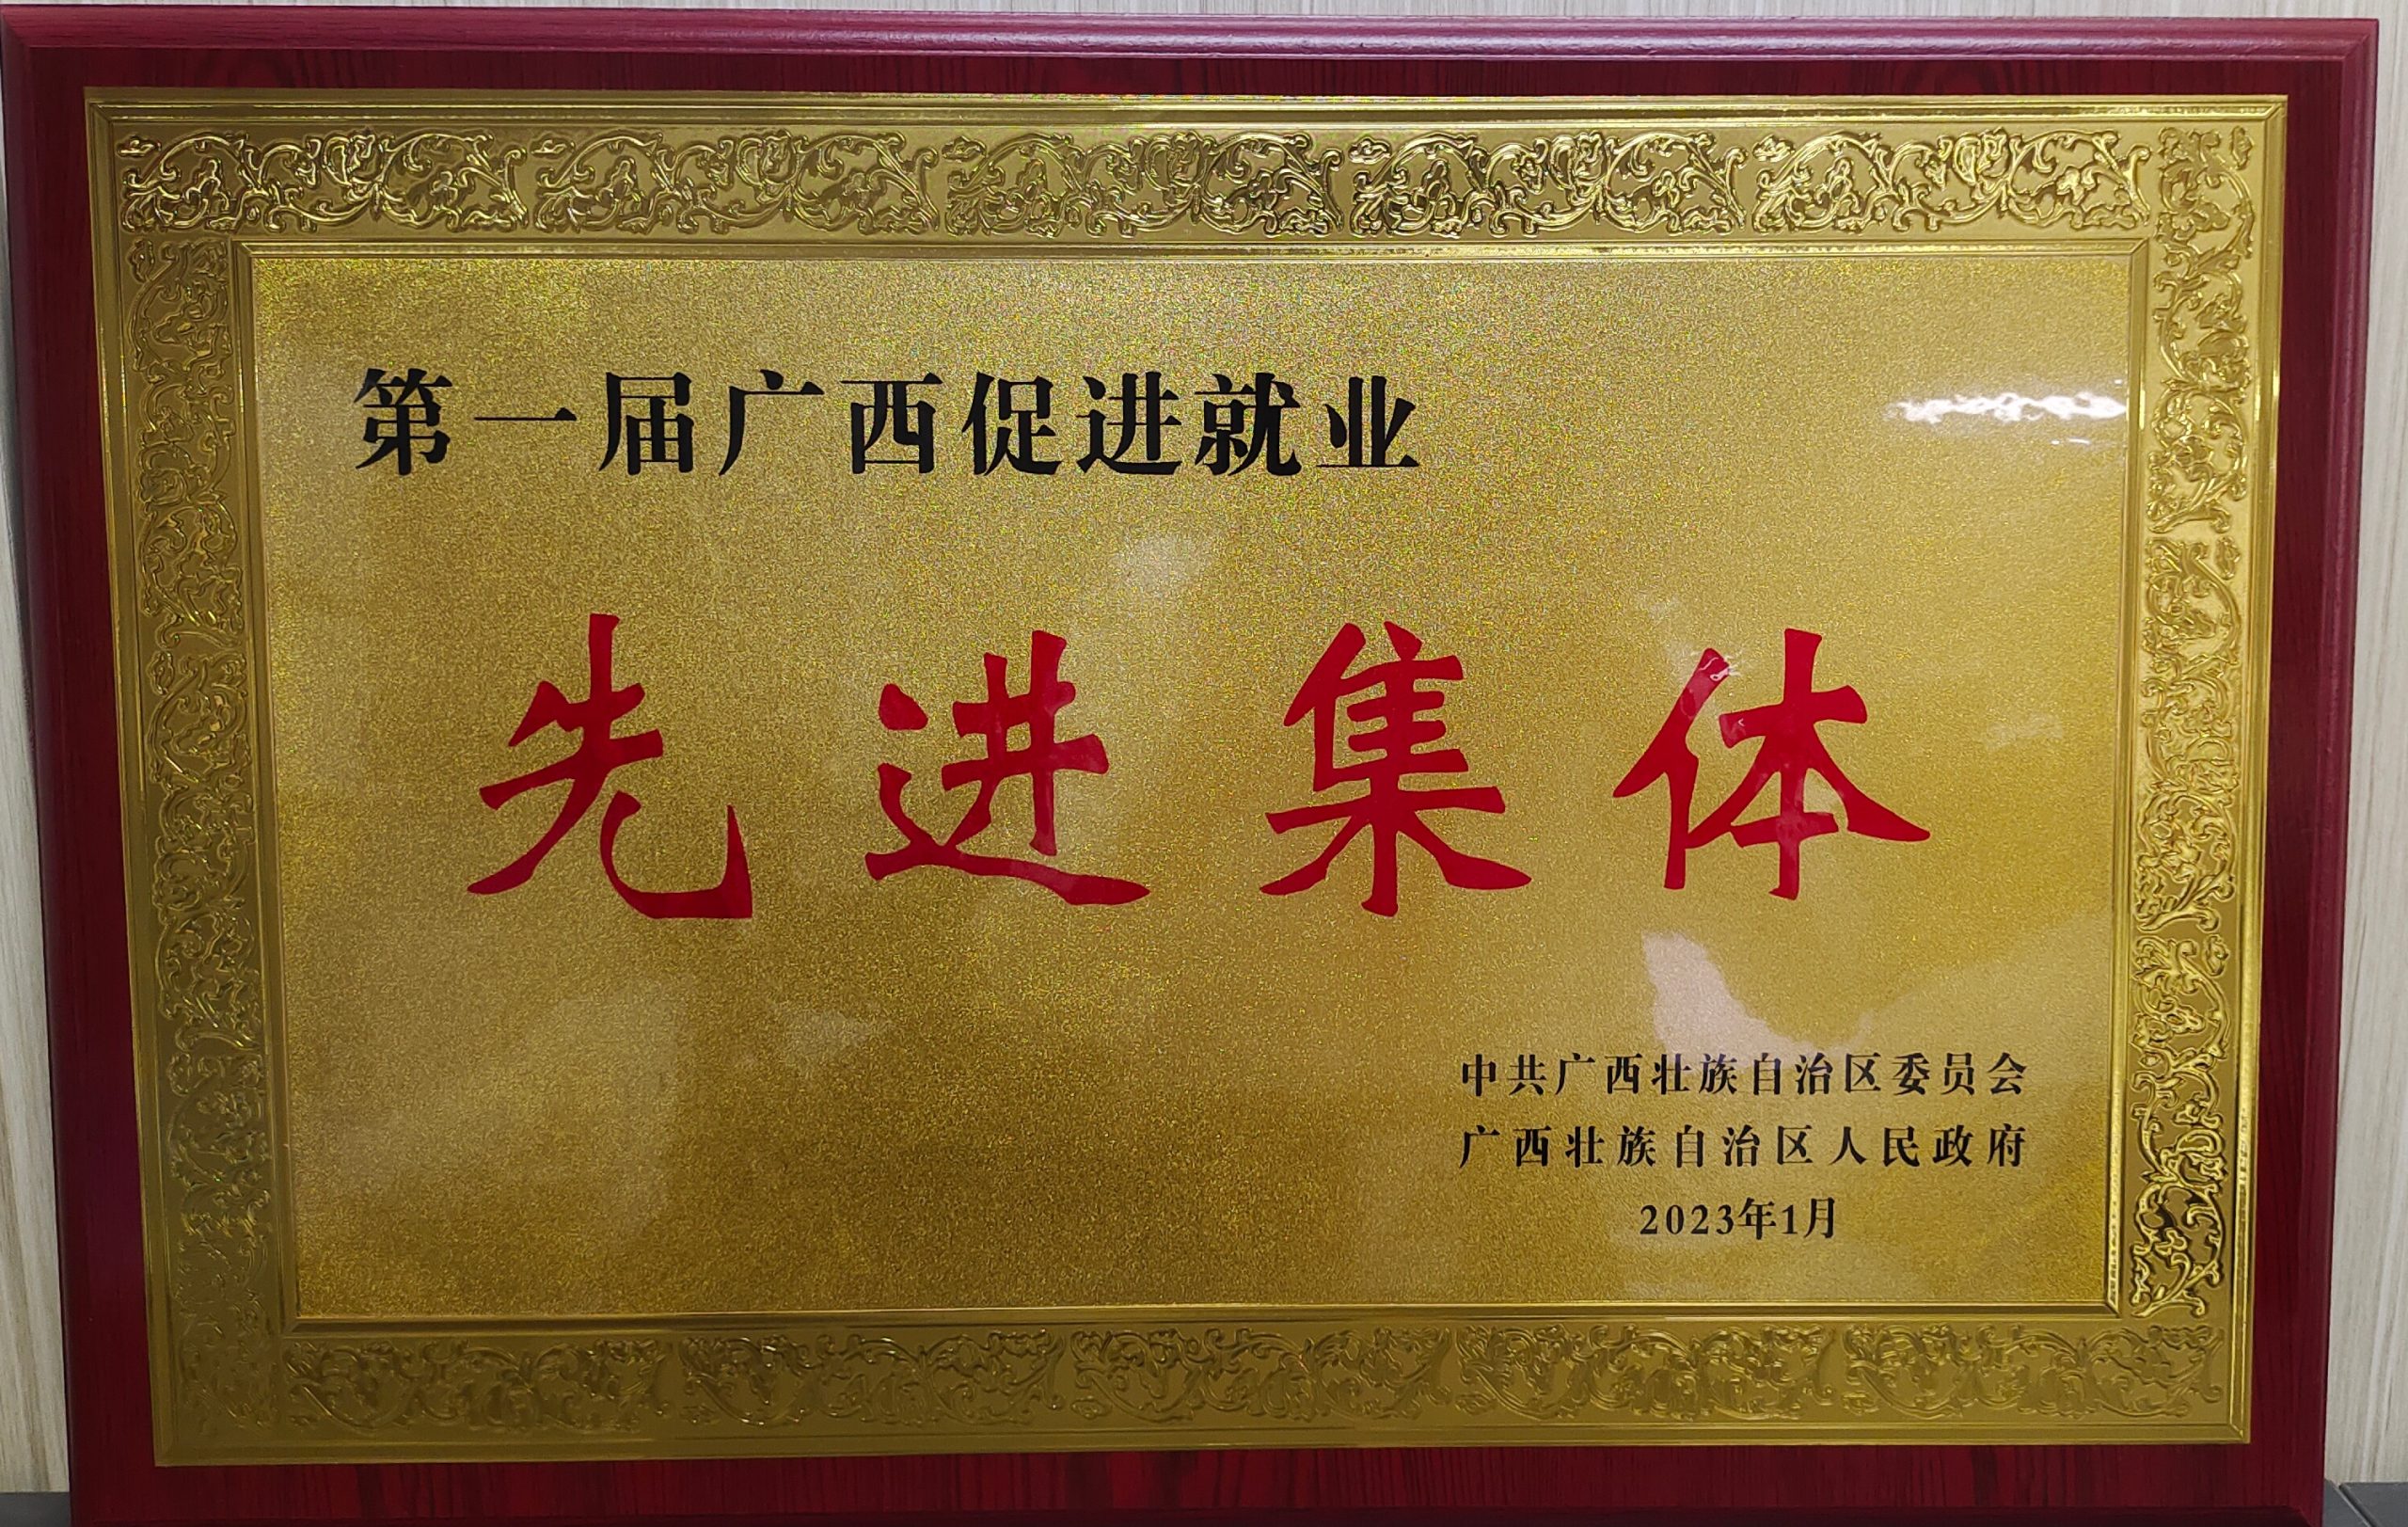 第一届广西促进就业
先进集体
中共广西壮族自治区委员会
广西壮族自治区人民政府
2023年1月